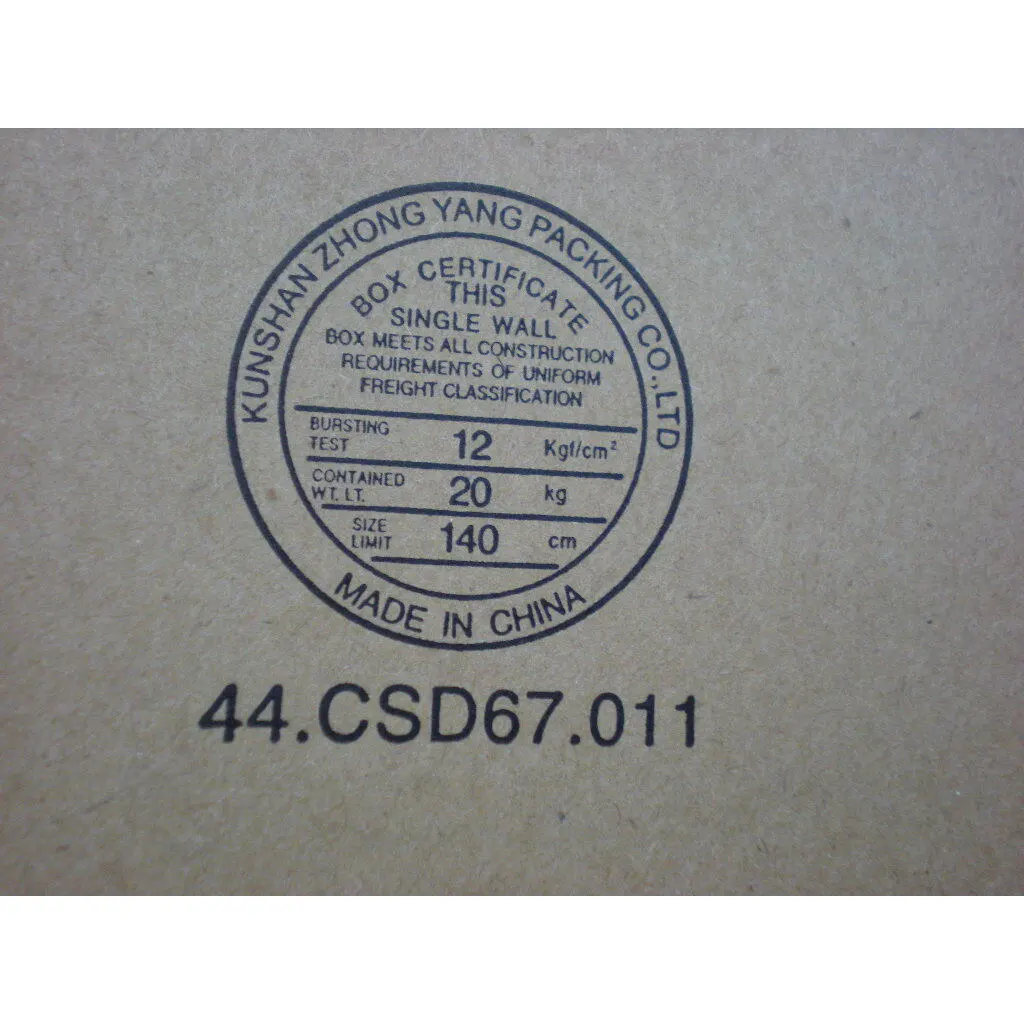 KUNSHAN ZHONG YANG PACKING CO.,LTD
BOX CERTIFICATE
THIS
SINGLE WALL
BOX MEETS ALL CONSTRUCTION
REQUIREMENTS OF UNIFORM
FREIGHT CLASSIFICATION
BURSTING
TEST
12 Kgf/cm²
CONTAINED
WT. LT.
20 kg
SIZE
LIMIT
140 cm
MADE IN CHINA
44.CSD67.011